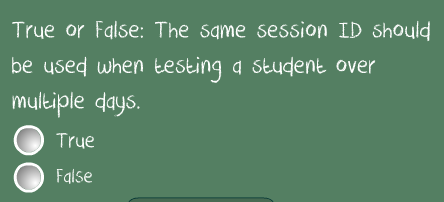 True or False: The same session ID should
be used when testing a student over
multiple days.
True
False